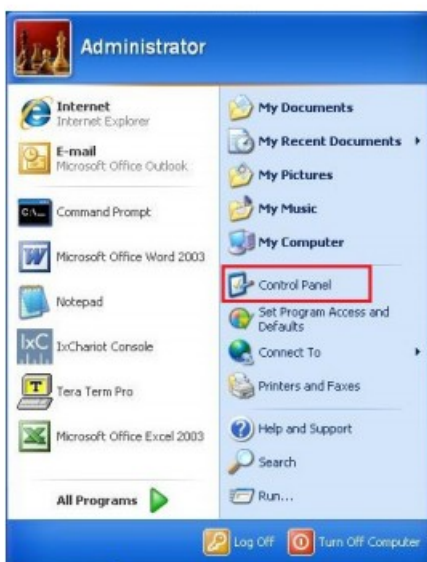 Administrator
Internet
Internet Explorer
E-mail
Microsoft Office Outlook
Command Prompt
Microsoft Office Word 2003
Notepad
IxC
IxChariot Console
T
Tera Term Pro
Microsoft Office Excel 2003
All Programs
My Documents
My Recent Documents
My Pictures
My Music
My Computer
Control Panel
Set Program Access and
Defaults
Connect To
Printers and Faxes
Help and Support
Search
Run...
Log Off
Turn Off Computer